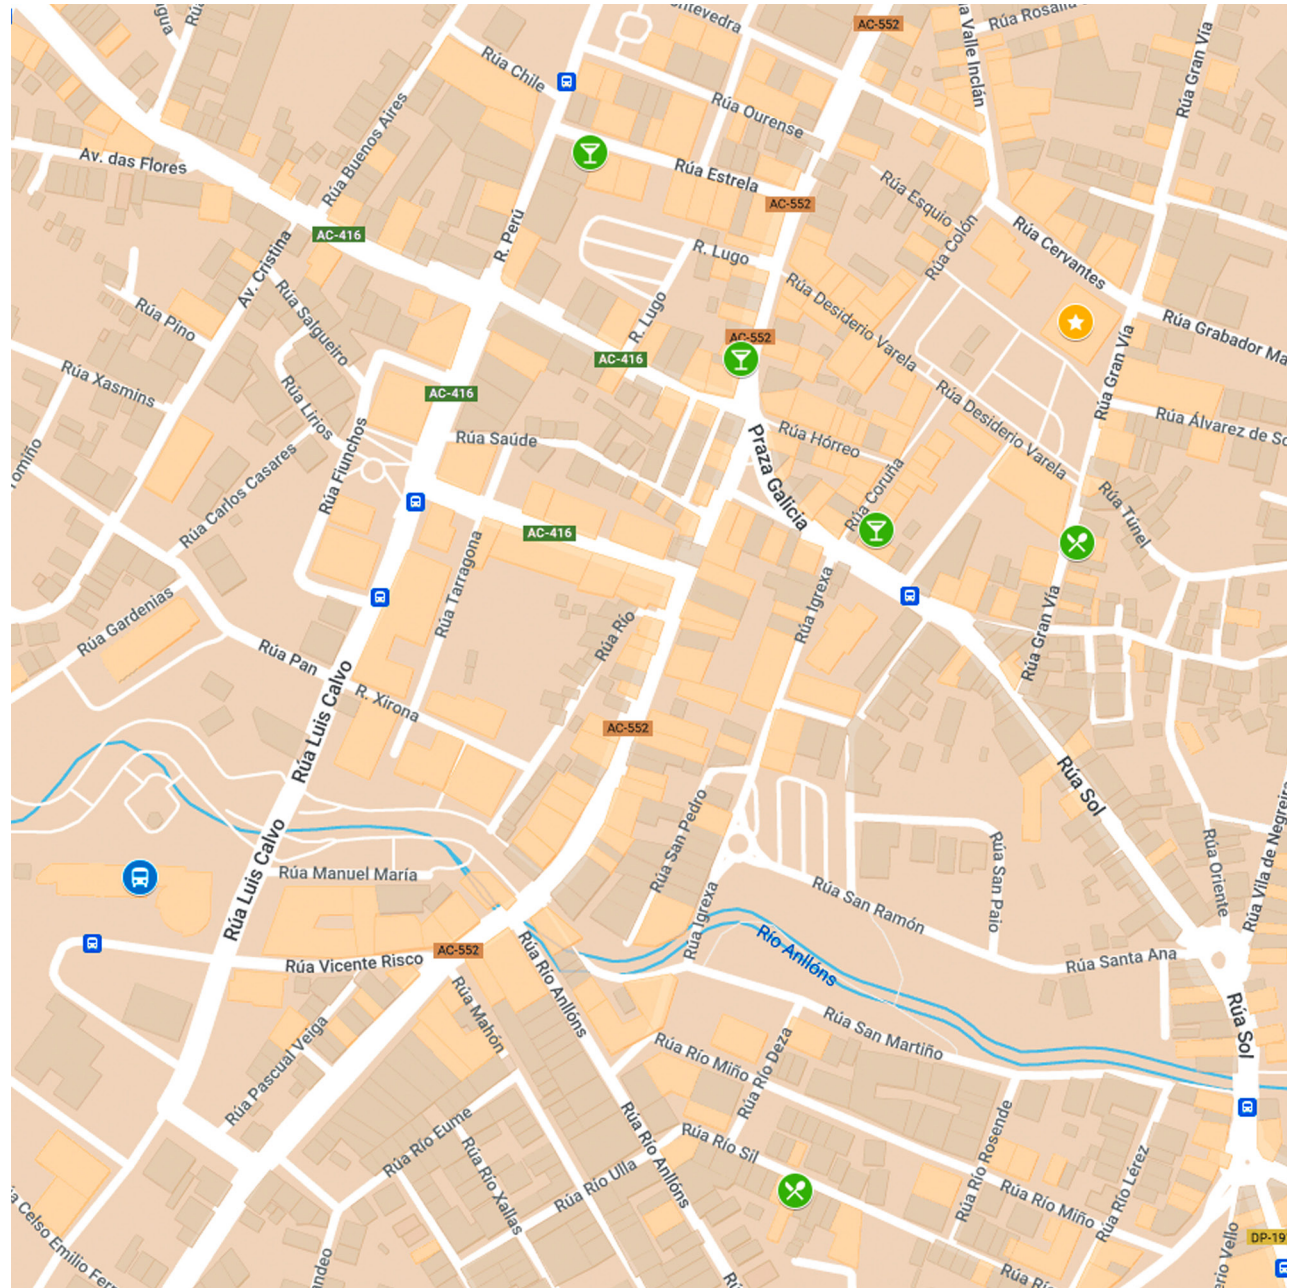 AC-552
Rúa Valle Inclán
Rúa Gran Vía
Rúa Chile
Rúa Ourense
Rúa Buenos Aires
Av. das Flores
Rúa Estrela
Rúa Esquio
AC-552
AC-416
R. Perú
Rúa Colón
Rúa Cervantes
R. Lugo
Av. Cristina
Rúa Pino
Rúa Salgueiro
R. Lugo
Rúa Desiderio Varela
Rúa Grabador Ma
AC-552
AC-416
Rúa Xasmins
Rúa Lirios
AC-416
Rúa Gran Vía
Rúa Desiderio Varela
Rúa Álvarez de So
Rúa Saúde
Rúa Hórreo
Praza Galicia
Rúa Fiunchos
Rúa Carlos Casares
Tomiño
Rúa Coruña
Rúa Túnel
AC-416
Rúa Tarragona
Rúa Igrexa
Rúa Gardenias
Rúa Río
Rúa Gran Vía
Rúa Pan
R. Xirona
Rúa Luis Calvo
AC-552
Rúa Sol
Rúa San Pedro
Rúa Luis Calvo
Rúa Manuel María
Rúa San Paio
Rúa Oriente
Rúa Vila de Negreira
Rúa San Ramón
Rúa Igrexa
Río Anllóns
AC-552
Rúa Vicente Risco
Rúa Santa Ana
Rúa Río Anllóns
Rúa Mahón
Rúa Sol
Rúa San Martiño
Rúa Río Miño
Rúa Río Deza
Rúa Pascual Veiga
Rúa Río Eume
Rúa Río Anllóns
Rúa Río Sil
Rúa Río Rosende
Rúa Río Xallas
Rúa Río Ulla
Rúa Río Miño
Rúa Río Lérez
a Celso Emilio Ferr
DP-19